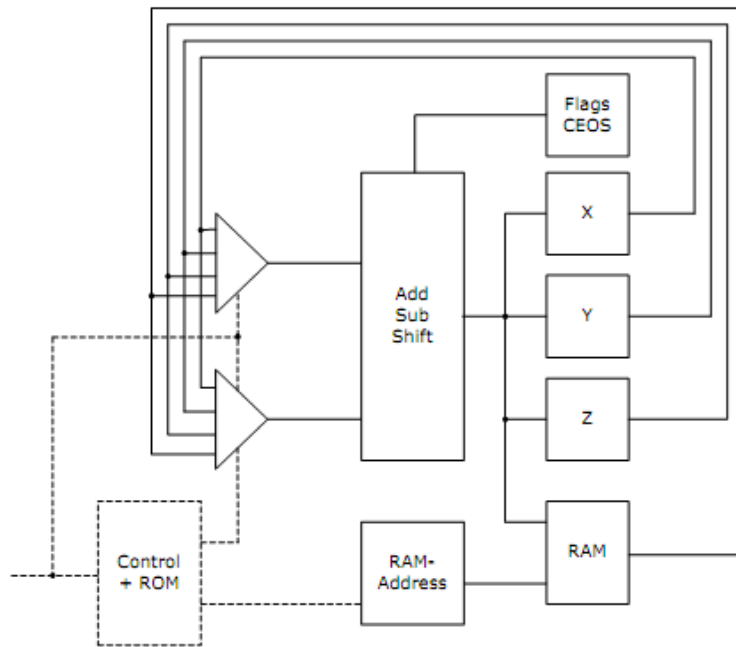 Flags
CEOS
X
Add
Sub
Shift
Y
Z
Control
+ ROM
RAM-
Address
RAM